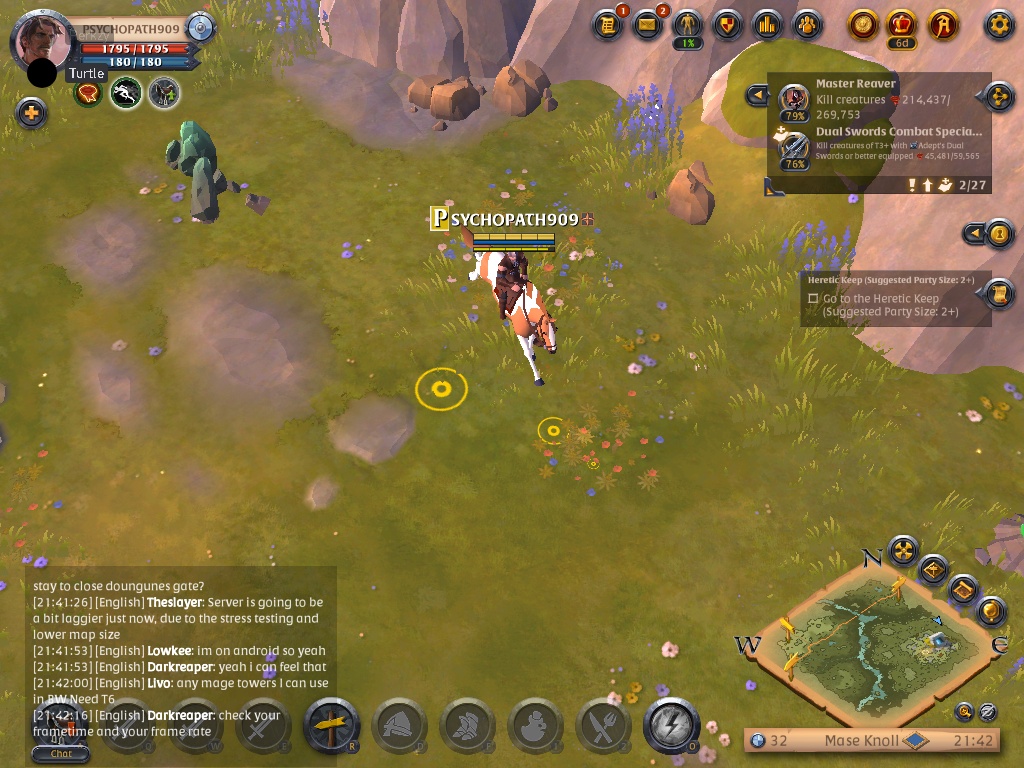 PSYCHOPATH909
1795/1795
180/180
Turtle
1
2
1%
6d
Master Reaver
Kill creatures 214,437/
269,753
79%
Dual Swords Combat Specia...
Kill creatures of T3+ with Adept's Dual
Swords or better equipped 45,481/59,565
76%
2/27
PSYCHOPATH909
Heretic Keep (Suggested Party Size: 2+)
Go to the Heretic Keep
(Suggested Party Size: 2+)
stay to close doungunes gate?
[21:41:26] [English] Theslayer: Server is going to be
a bit laggier just now, due to the stress testing and
lower map size
[21:41:53] [English] Lowkee: im on android so yeah
[21:41:53] [English] Darkreaper: yeah i can feel that
[21:42:00] [English] Livo: any mage towers I can use
in BW Need T6
[21:42:16] [English] Darkreaper: check your
frametime and your frame rate
Chat
W
R
O
N
W
E
32
Mase Knoll
21:42